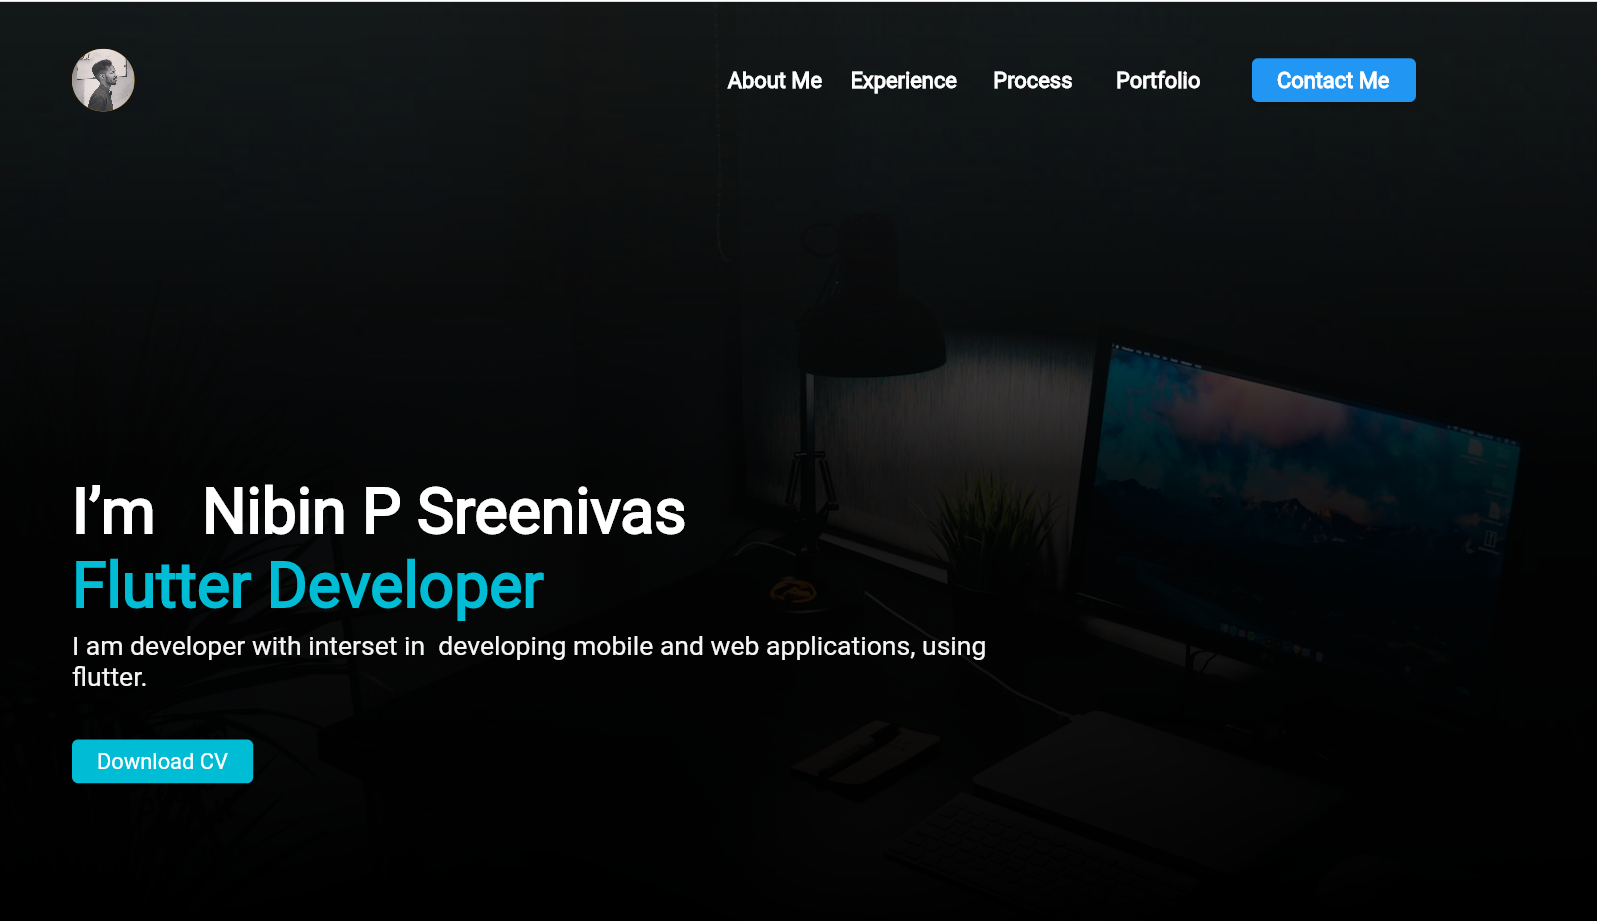 About Me Experience Process Portfolio Contact Me
I’m Nibin P Sreenivas
Flutter Developer
I am developer with interset in developing mobile and web applications, using
flutter.
Download CV